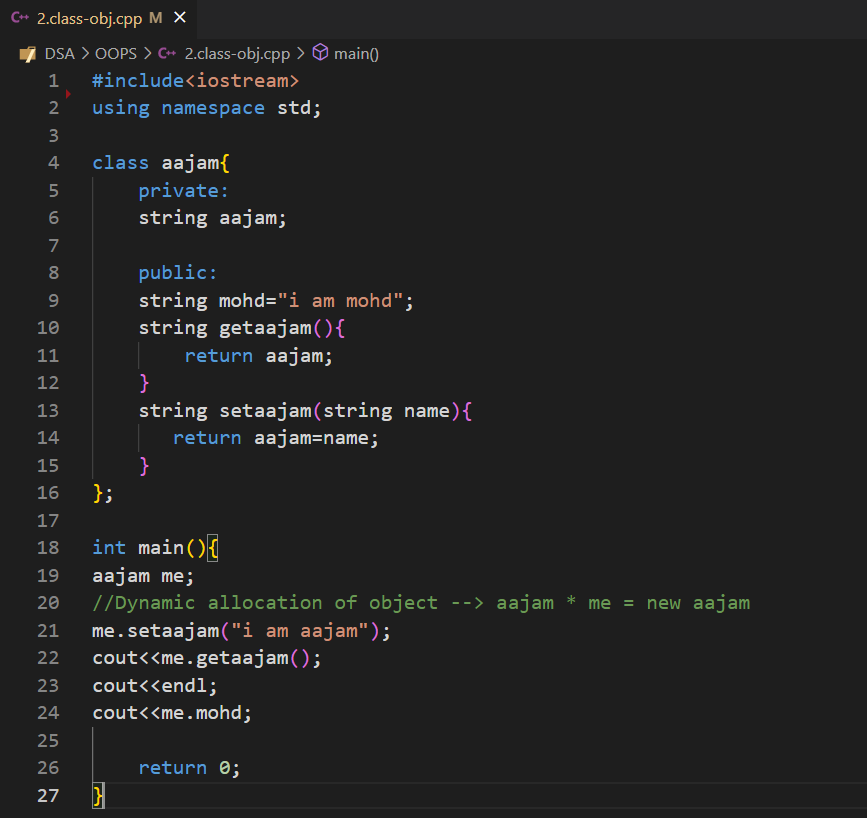 C++ 2.class-obj.cpp M ×
DSA > OOPS > C++ 2.class-obj.cpp > main()
1 #include<iostream>
2 using namespace std;
3
4 class aajam{
5     private:
6     string aajam;
7
8     public:
9     string mohd="i am mohd";
10     string getaajam(){
11         return aajam;
12     }
13     string setaajam(string name){
14        return aajam=name;
15     }
16 };
17
18 int main(){
19 aajam me;
20 //Dynamic allocation of object --> aajam * me = new aajam
21 me.setaajam("i am aajam");
22 cout<<me.getaajam();
23 cout<<endl;
24 cout<<me.mohd;
25
26     return 0;
27 }